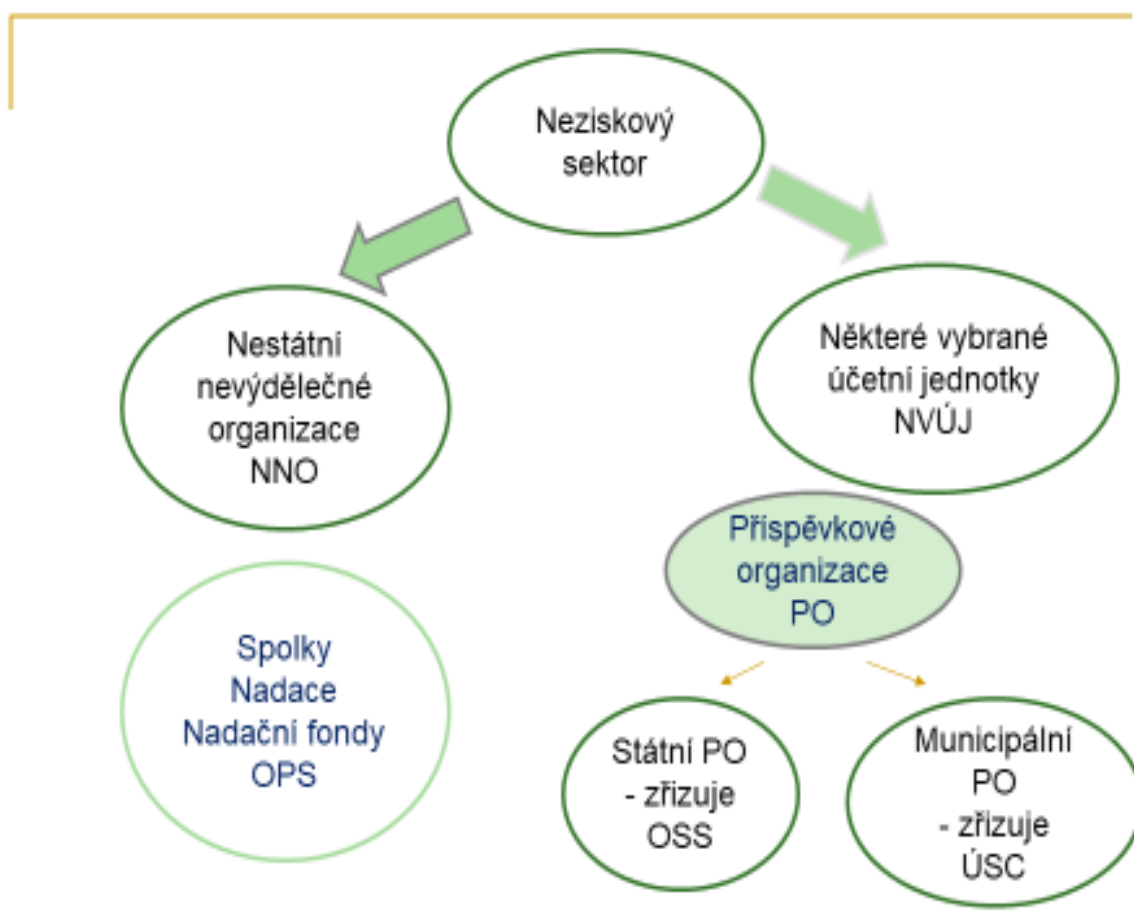 Neziskový
sektor
Nestátní
nevýdělečné
organizace
NNO
Některé vybrané
účetní jednotky
NVÚJ
Příspěvkové
organizace
PO
Spolky
Nadace
Nadační fondy
OPS
Státní PO
- zřizuje
OSS
Municipální
PO
- zřizuje
ÚSC